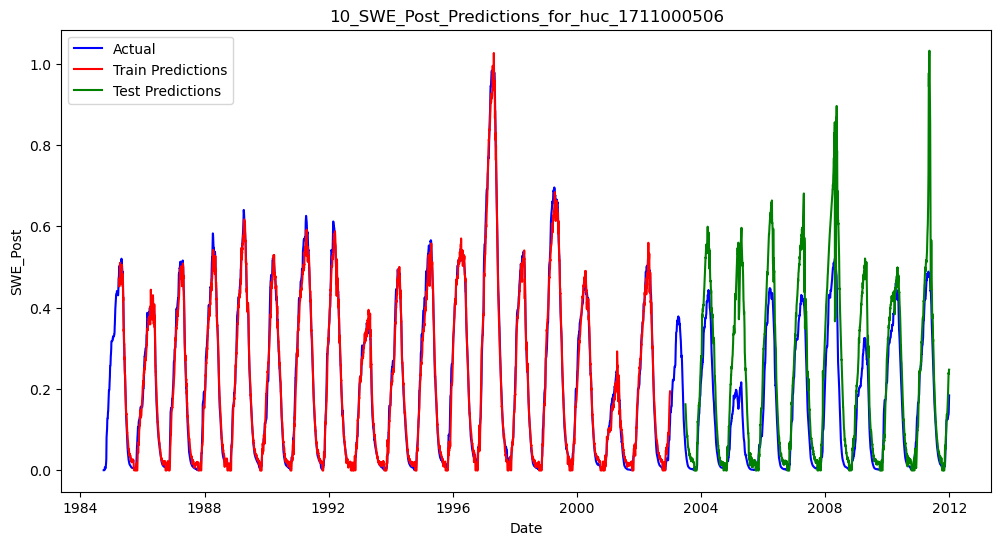 10_SWE_Post_Predictions_for_huc_1711000506
Actual
Train Predictions
Test Predictions
SWE_Post
1.0
0.8
0.6
0.4
0.2
0.0
1984 1988 1992 1996 2000 2004 2008 2012
Date